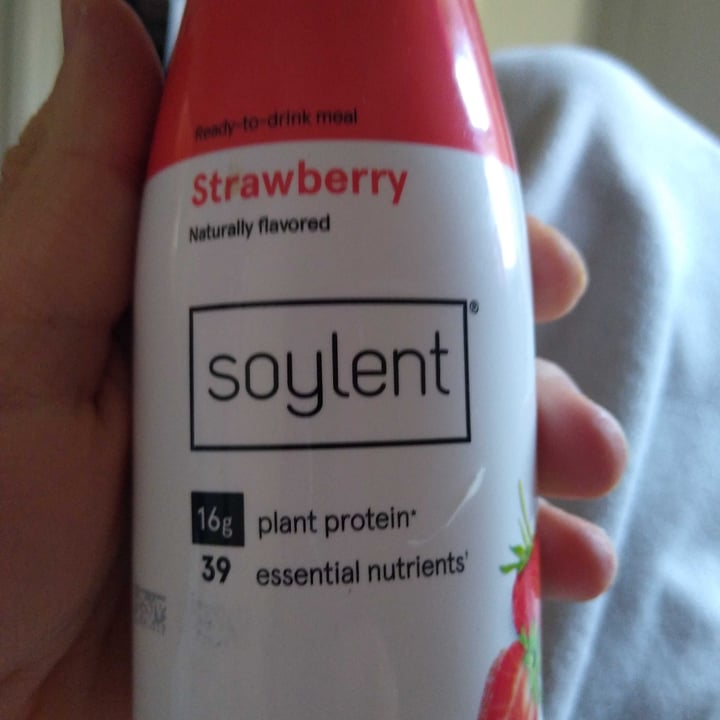 Ready-to-drink meal
Strawberry
Naturally flavored
soylent®
16g plant protein*
39 essential nutrients†